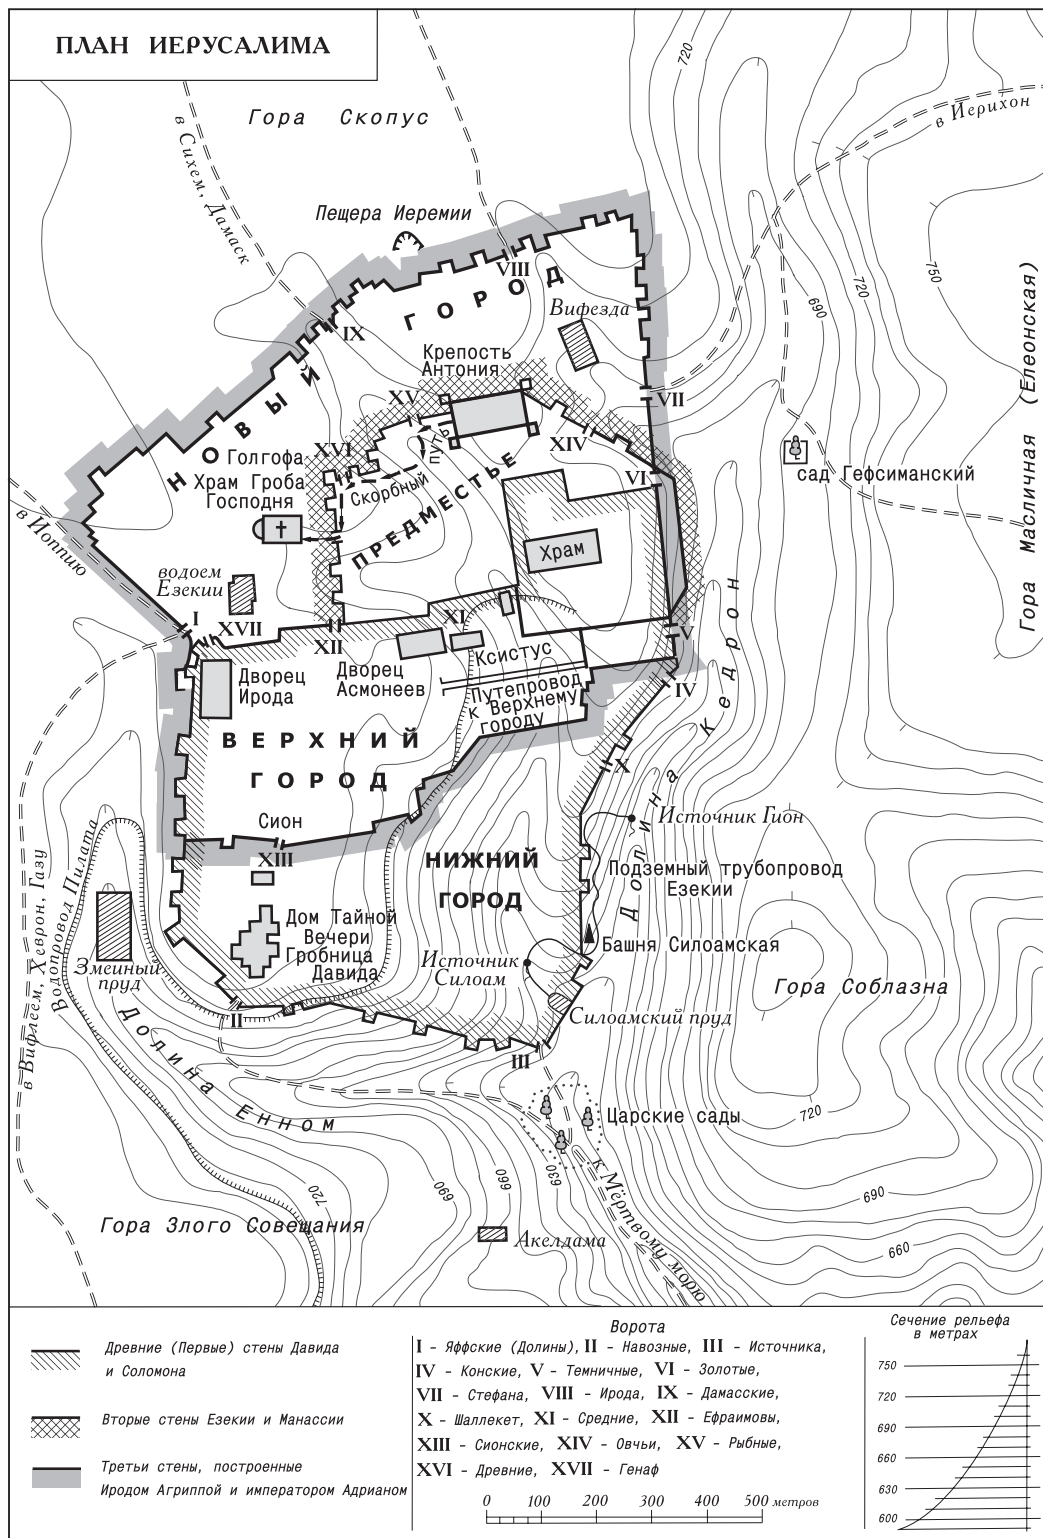 ПЛАН ИЕРУСАЛИМА
720
в Иерихон
Гора Скопус
в Сихем, Дамаск
Пещера Иеремии
VIII
750
720
690
Гора Масличная (Елеонская)
НОВЫЙ ГОРОД
IX
Вифезда
Крепость
Антония
XV
VII
XIV
XVI
VI
путь
Скорбный
Голгофа
Храм Гроба
Господня
сад Гефсиманский
ПРЕДМЕСТЬЕ
Храм
в Иоппию
водоем
Езекии
I
XVII
XII
XI
V
Ксистус
Дворец
Ирода
Дворец
Асмонеев
Путепровод
к Верхнему
городу
IV
Долина Кедрон
ВЕРХНИЙ
ГОРОД
X
Сион
XIII
Источник Гион
НИЖНИЙ
ГОРОД
Подземный трубопровод
Езекии
Водопровод Пилата
в Вифлеем, Хеврон, Газу
Дом Тайной
Вечери
Гробница
Давида
Башня Силоамская
Источник
Силоам
Змеиный
пруд
Гора Соблазна
Силоамский пруд
II
III
Долина Енном
Царские сады
720
690
660
630
720
690
660
к Мёртвому морю
Гора Злого Совещания
Акелдама
Древние (Первые) стены Давида
и Соломона
Вторые стены Езекии и Манассии
Третьи стены, построенные
Иродом Агриппой и императором Адрианом
Ворота
I - Яффские (Долины), II - Навозные, III - Источника,
IV - Конские, V - Темничные, VI - Золотые,
VII - Стефана, VIII - Ирода, IX - Дамасские,
X - Шаллекет, XI - Средние, XII - Ефраимовы,
XIII - Сионские, XIV - Овчьи, XV - Рыбные,
XVI - Древние, XVII - Генаф
0 100 200 300 400 500 метров
Сечение рельефа
в метрах
750
720
690
660
630
600